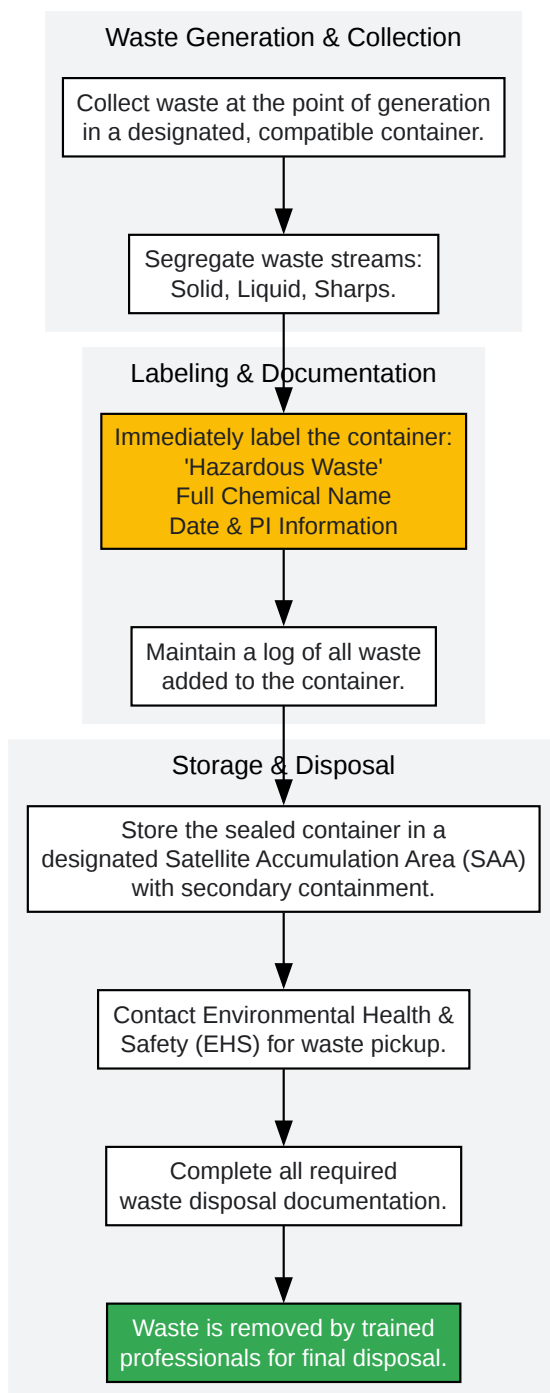 Waste Generation & Collection
Collect waste at the point of generation
in a designated, compatible container.
Segregate waste streams:
Solid, Liquid, Sharps.
Labeling & Documentation
Immediately label the container:
'Hazardous Waste'
Full Chemical Name
Date & PI Information
Maintain a log of all waste
added to the container.
Storage & Disposal
Store the sealed container in a
designated Satellite Accumulation Area (SAA)
with secondary containment.
Contact Environmental Health &
Safety (EHS) for waste pickup.
Complete all required
waste disposal documentation.
Waste is removed by trained
professionals for final disposal.